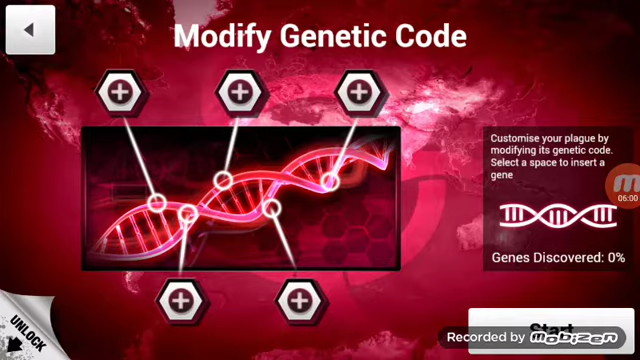 Modify Genetic Code
Customise your plague by
modifying its genetic code.
Select a space to insert a
gene
06:00
Genes Discovered: 0%
UNLOCK
Start
Recorded by mobizen